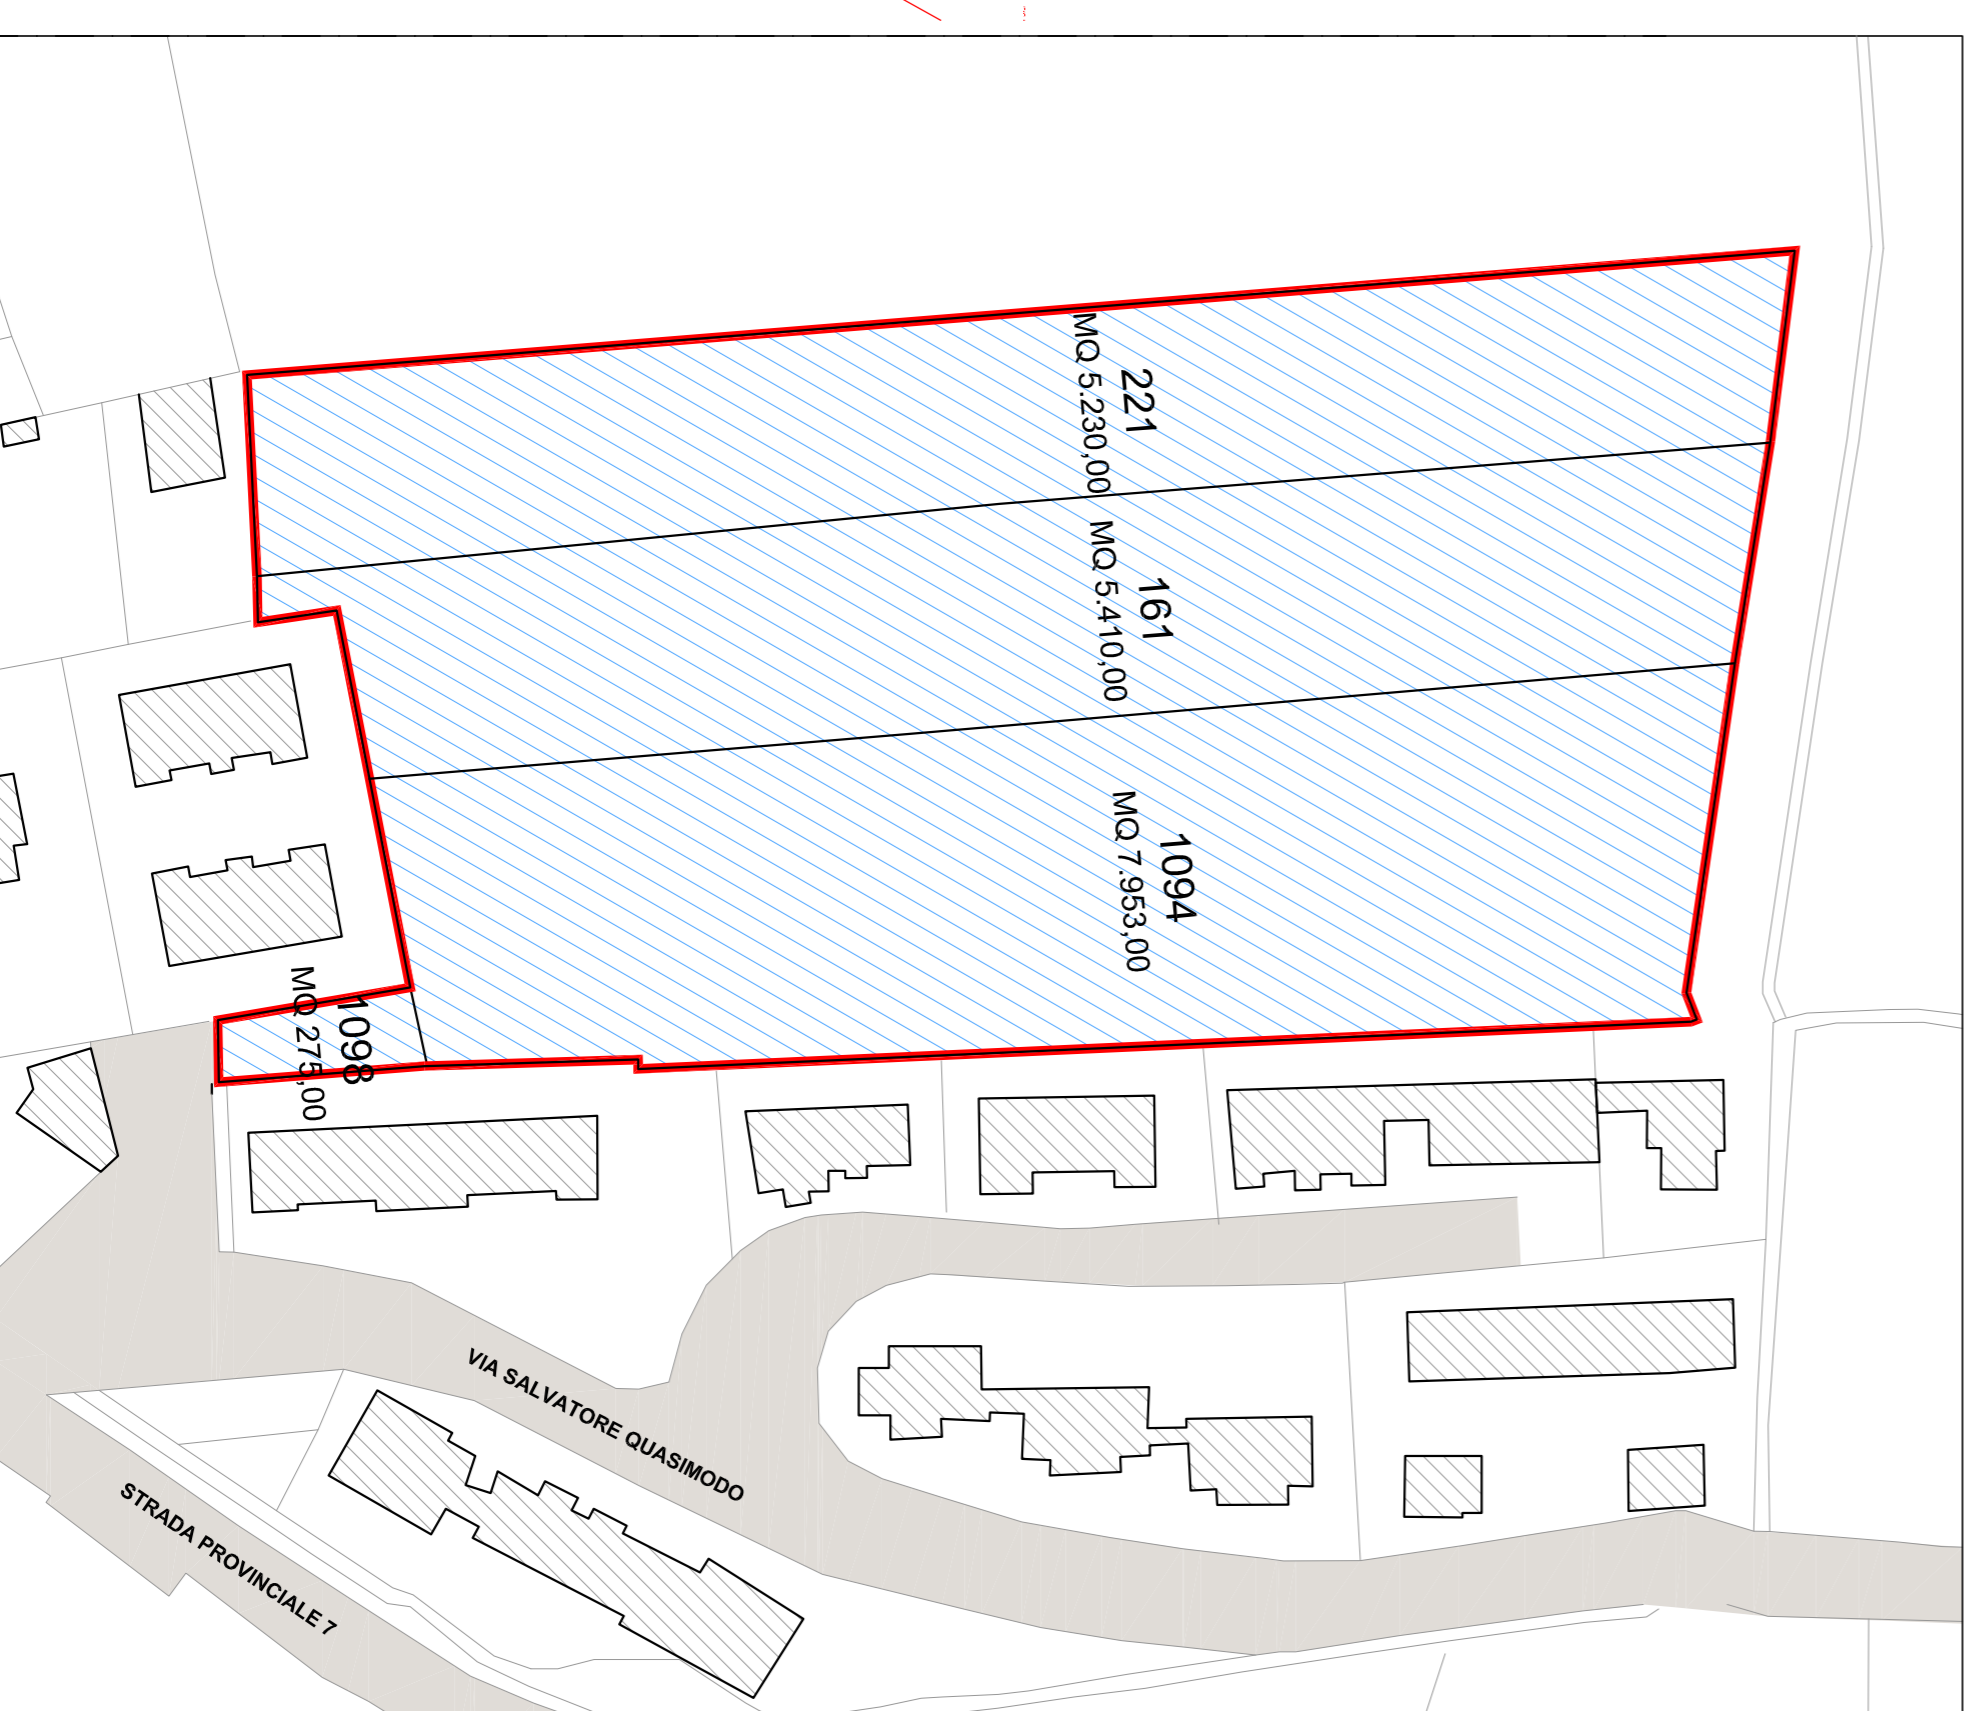 221
MQ 5.230,00
161
MQ 5.410,00
1094
MQ 7.953,00
1098
MQ 275,00
VIA SALVATORE QUASIMODO
STRADA PROVINCIALE 7